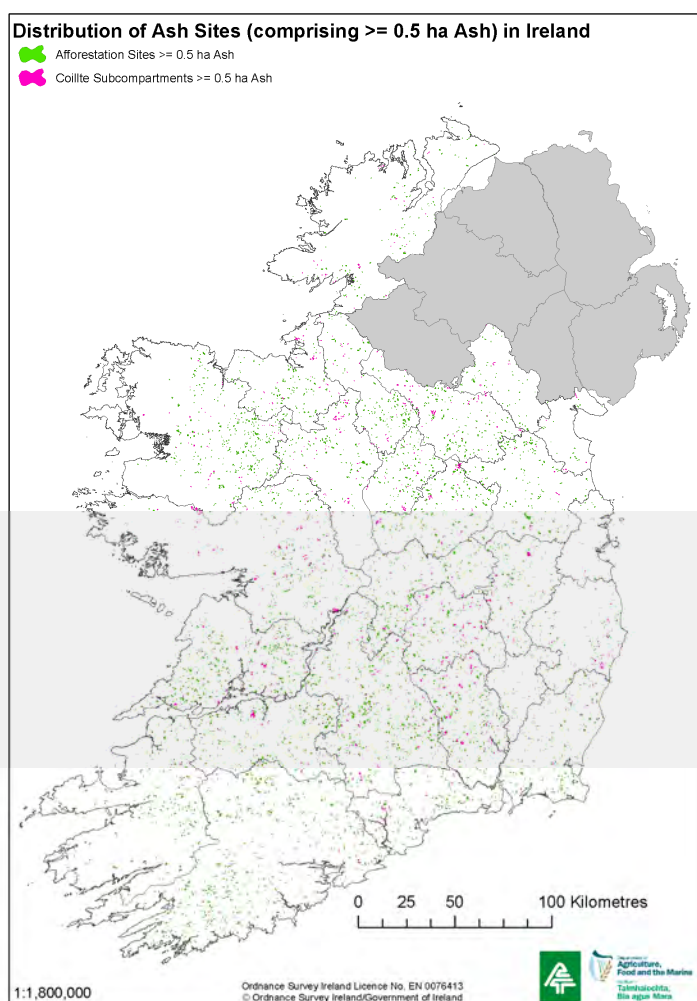 Distribution of Ash Sites (comprising >= 0.5 ha Ash) in Ireland
Afforestation Sites >= 0.5 ha Ash
Coillte Subcompartments >= 0.5 ha Ash
0 25 50 100 Kilometres
Department of
Agriculture,
Food and the Marine
Talmhaíochta,
Bia agus Mara
1:1,800,000
Ordnance Survey Ireland Licence No. EN 0076413
© Ordnance Survey Ireland/Government of Ireland